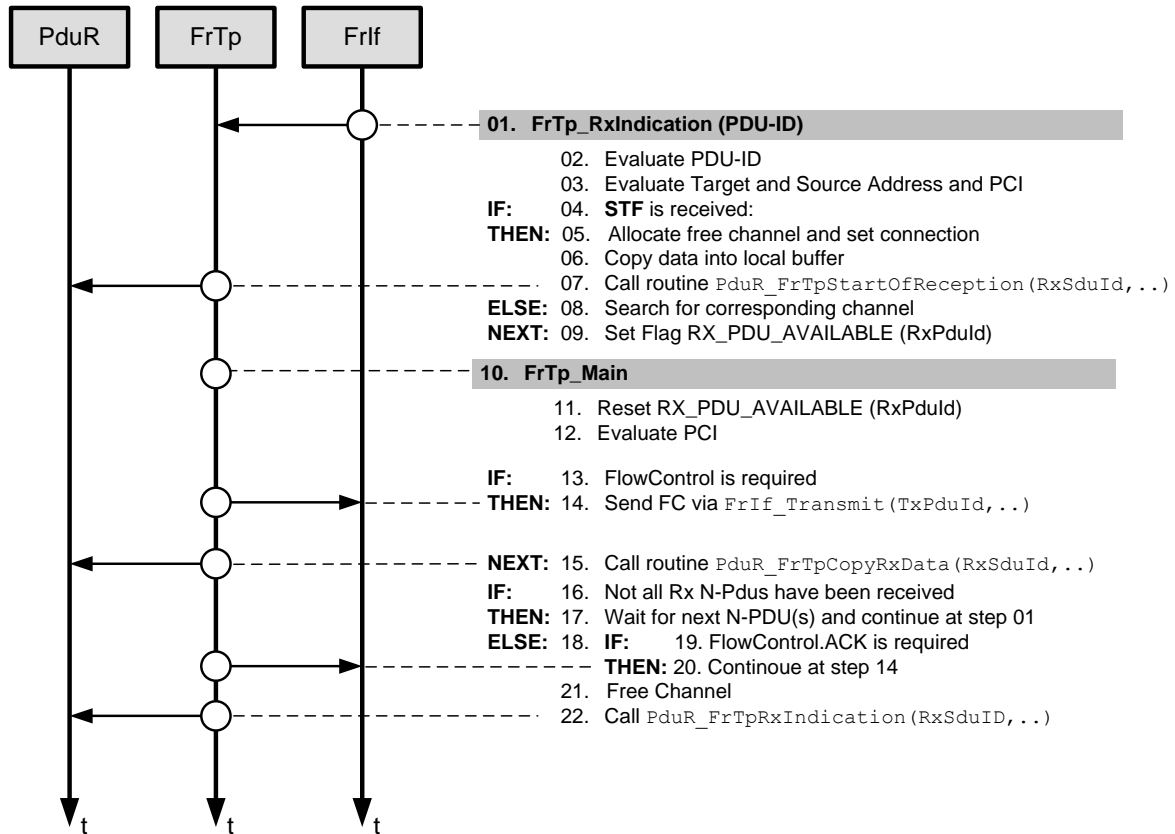 PduR FrTp FrIf
01. FrTp_RxIndication (PDU-ID)
02. Evaluate PDU-ID
03. Evaluate Target and Source Address and PCI
IF: 04. STF is received:
THEN: 05. Allocate free channel and set connection
06. Copy data into local buffer
07. Call routine PduR_FrTpStartOfReception(RxSduId,..)
ELSE: 08. Search for corresponding channel
NEXT: 09. Set Flag RX_PDU_AVAILABLE (RxPduId)
10. FrTp_Main
11. Reset RX_PDU_AVAILABLE (RxPduId)
12. Evaluate PCI
IF: 13. FlowControl is required
THEN: 14. Send FC via FrIf_Transmit(TxPduId,..)
NEXT: 15. Call routine PduR_FrTpCopyRxData(RxSduId,..)
IF: 16. Not all Rx N-Pdus have been received
THEN: 17. Wait for next N-PDU(s) and continue at step 01
ELSE: 18. IF: 19. FlowControl.ACK is required
THEN: 20. Continoue at step 14
21. Free Channel
22. Call PduR_FrTpRxIndication(RxSduID,..)
t t t